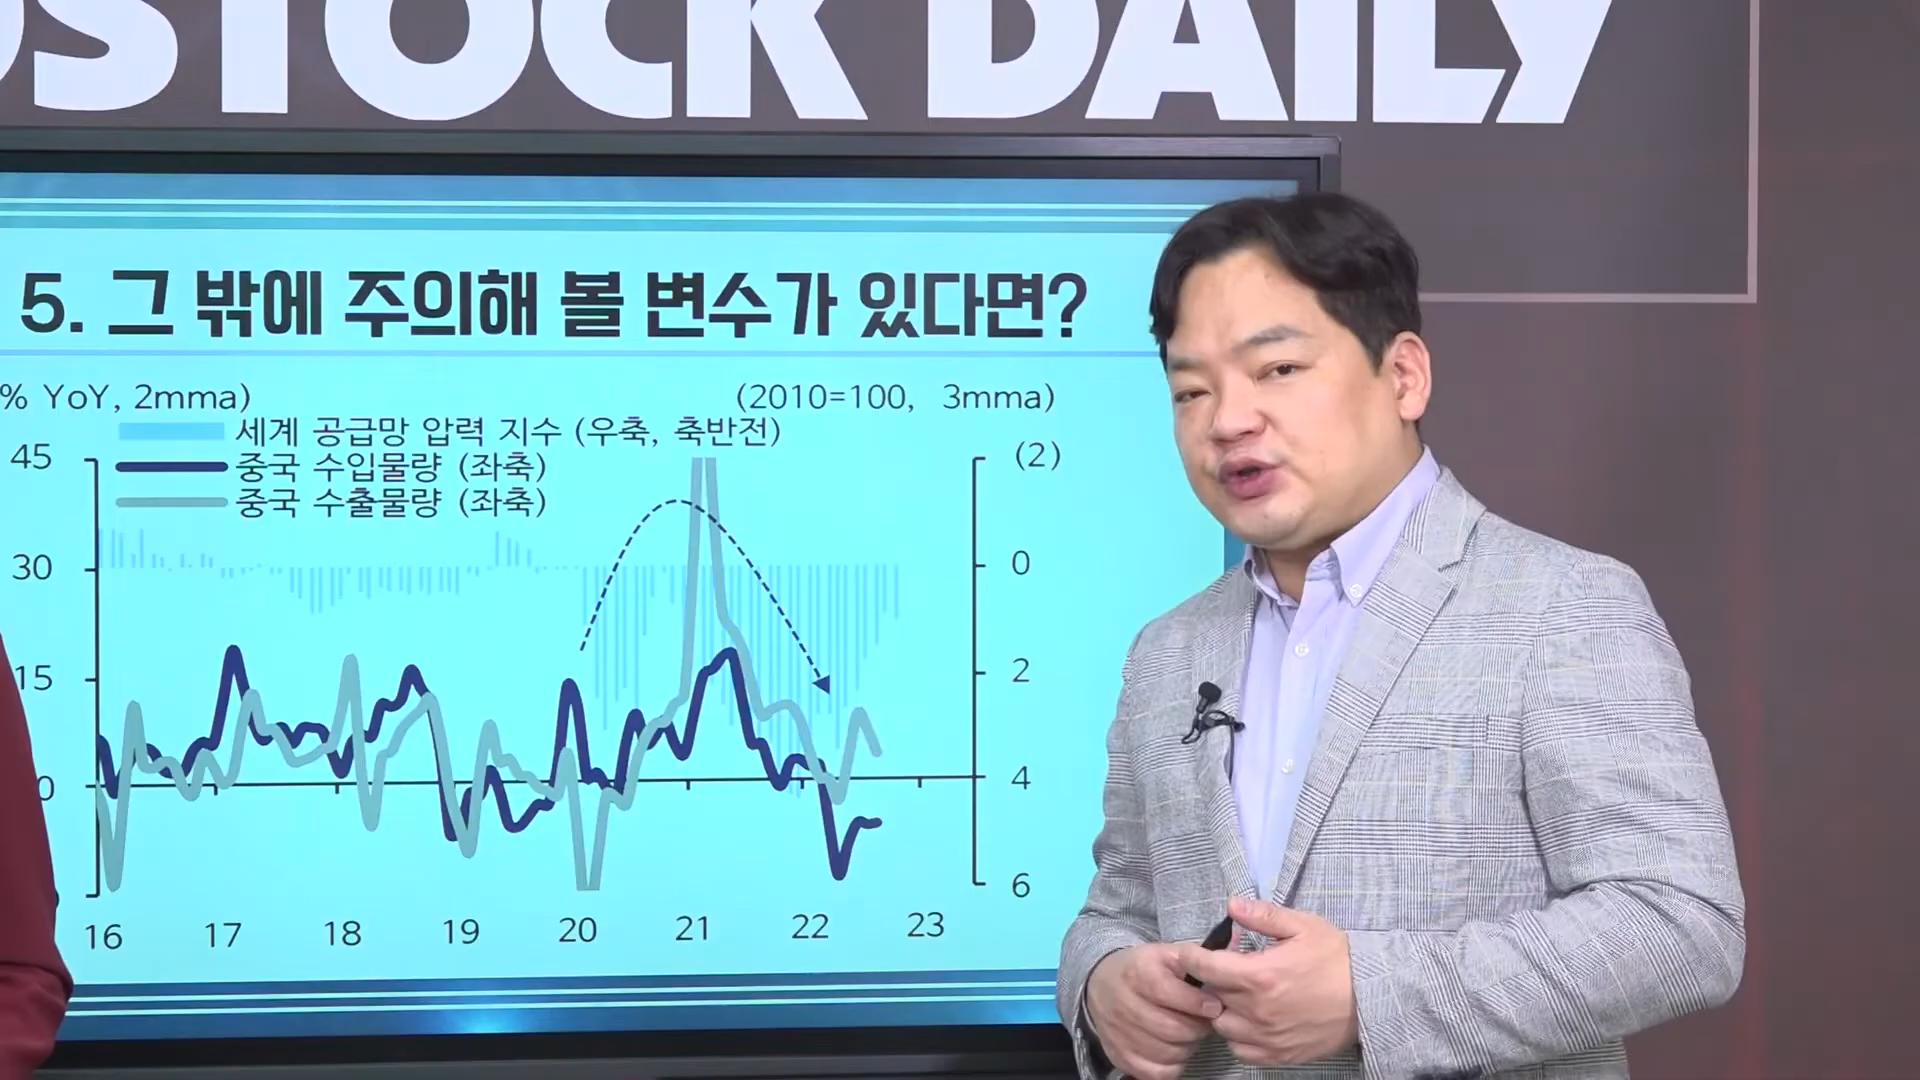 OSTOCK DAILY
5. 그 밖에 주의해 볼 변수가 있다면?
% YoY, 2mma)
(2010=100, 3mma)
세계 공급망 압력 지수 (우축, 축반전)
중국 수입물량 (좌축)
중국 수출물량 (좌축)
45
30
15
0
(2)
0
2
4
6
16 17 18 19 20 21 22 23